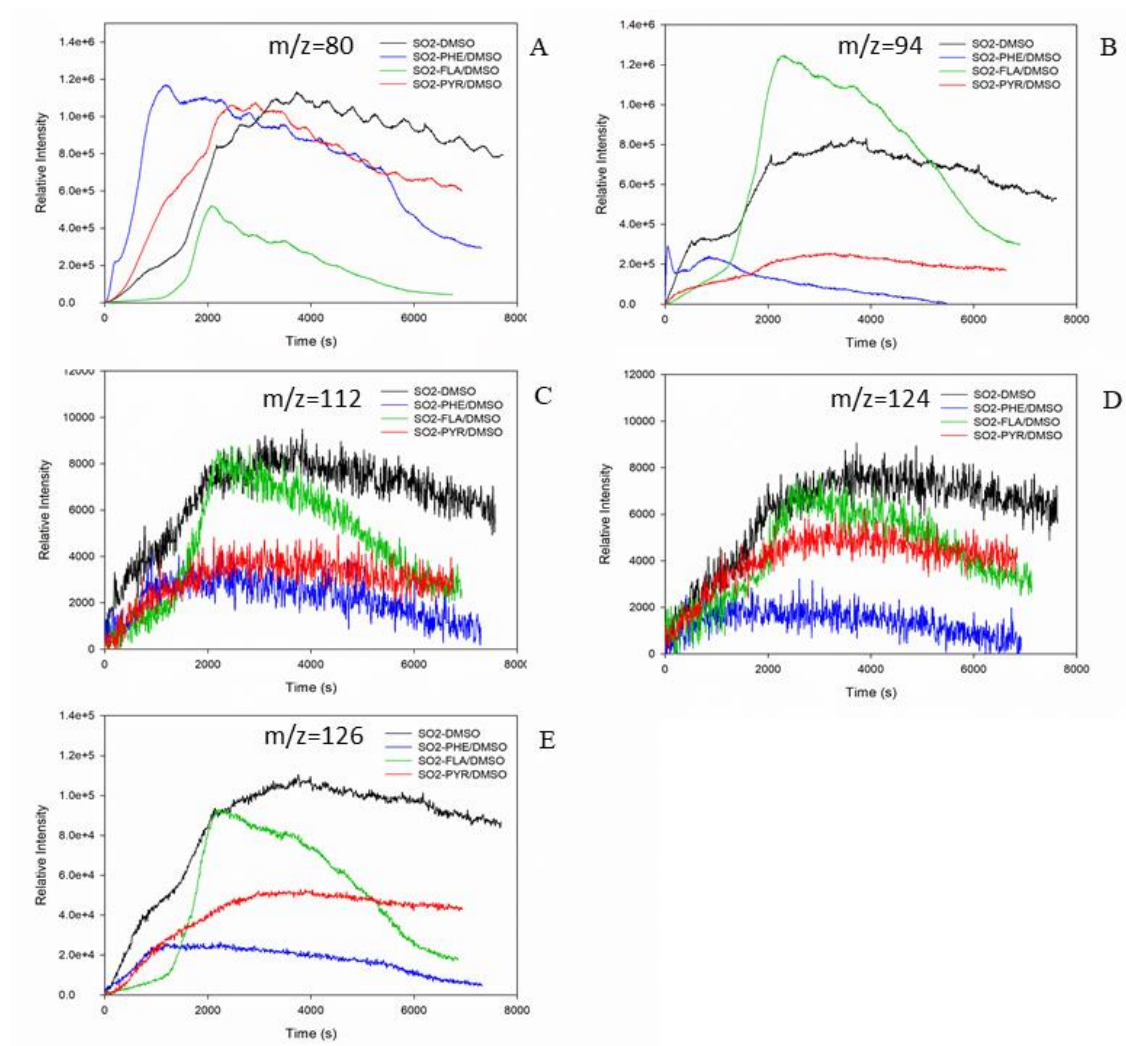 m/z=80
A
SO2-DMSO
SO2-PHE/DMSO
SO2-FLA/DMSO
SO2-PYR/DMSO
1.4e+6
1.2e+6
1.0e+6
8.0e+5
6.0e+5
4.0e+5
2.0e+5
0.0
Relative Intensity
0
2000
4000
6000
8000
Time (s)
m/z=94
B
SO2-DMSO
SO2-PHE/DMSO
SO2-FLA/DMSO
SO2-PYR/DMSO
1.4e+6
1.2e+6
1.0e+6
8.0e+5
6.0e+5
4.0e+5
2.0e+5
0.0
Relative Intensity
0
2000
4000
6000
8000
Time (s)
m/z=112
C
SO2-DMSO
SO2-PHE/DMSO
SO2-FLA/DMSO
SO2-PYR/DMSO
12000
10000
8000
6000
4000
2000
0
Relative Intensity
0
2000
4000
6000
8000
Time (s)
m/z=124
D
SO2-DMSO
SO2-PHE/DMSO
SO2-FLA/DMSO
SO2-PYR/DMSO
12000
10000
8000
6000
4000
2000
0
Relative Intensity
0
2000
4000
6000
8000
Time (s)
m/z=126
E
SO2-DMSO
SO2-PHE/DMSO
SO2-FLA/DMSO
SO2-PYR/DMSO
1.4e+5
1.2e+5
1.0e+5
8.0e+4
6.0e+4
4.0e+4
2.0e+4
0.0
Relative Intensity
0
2000
4000
6000
8000
Time (s)